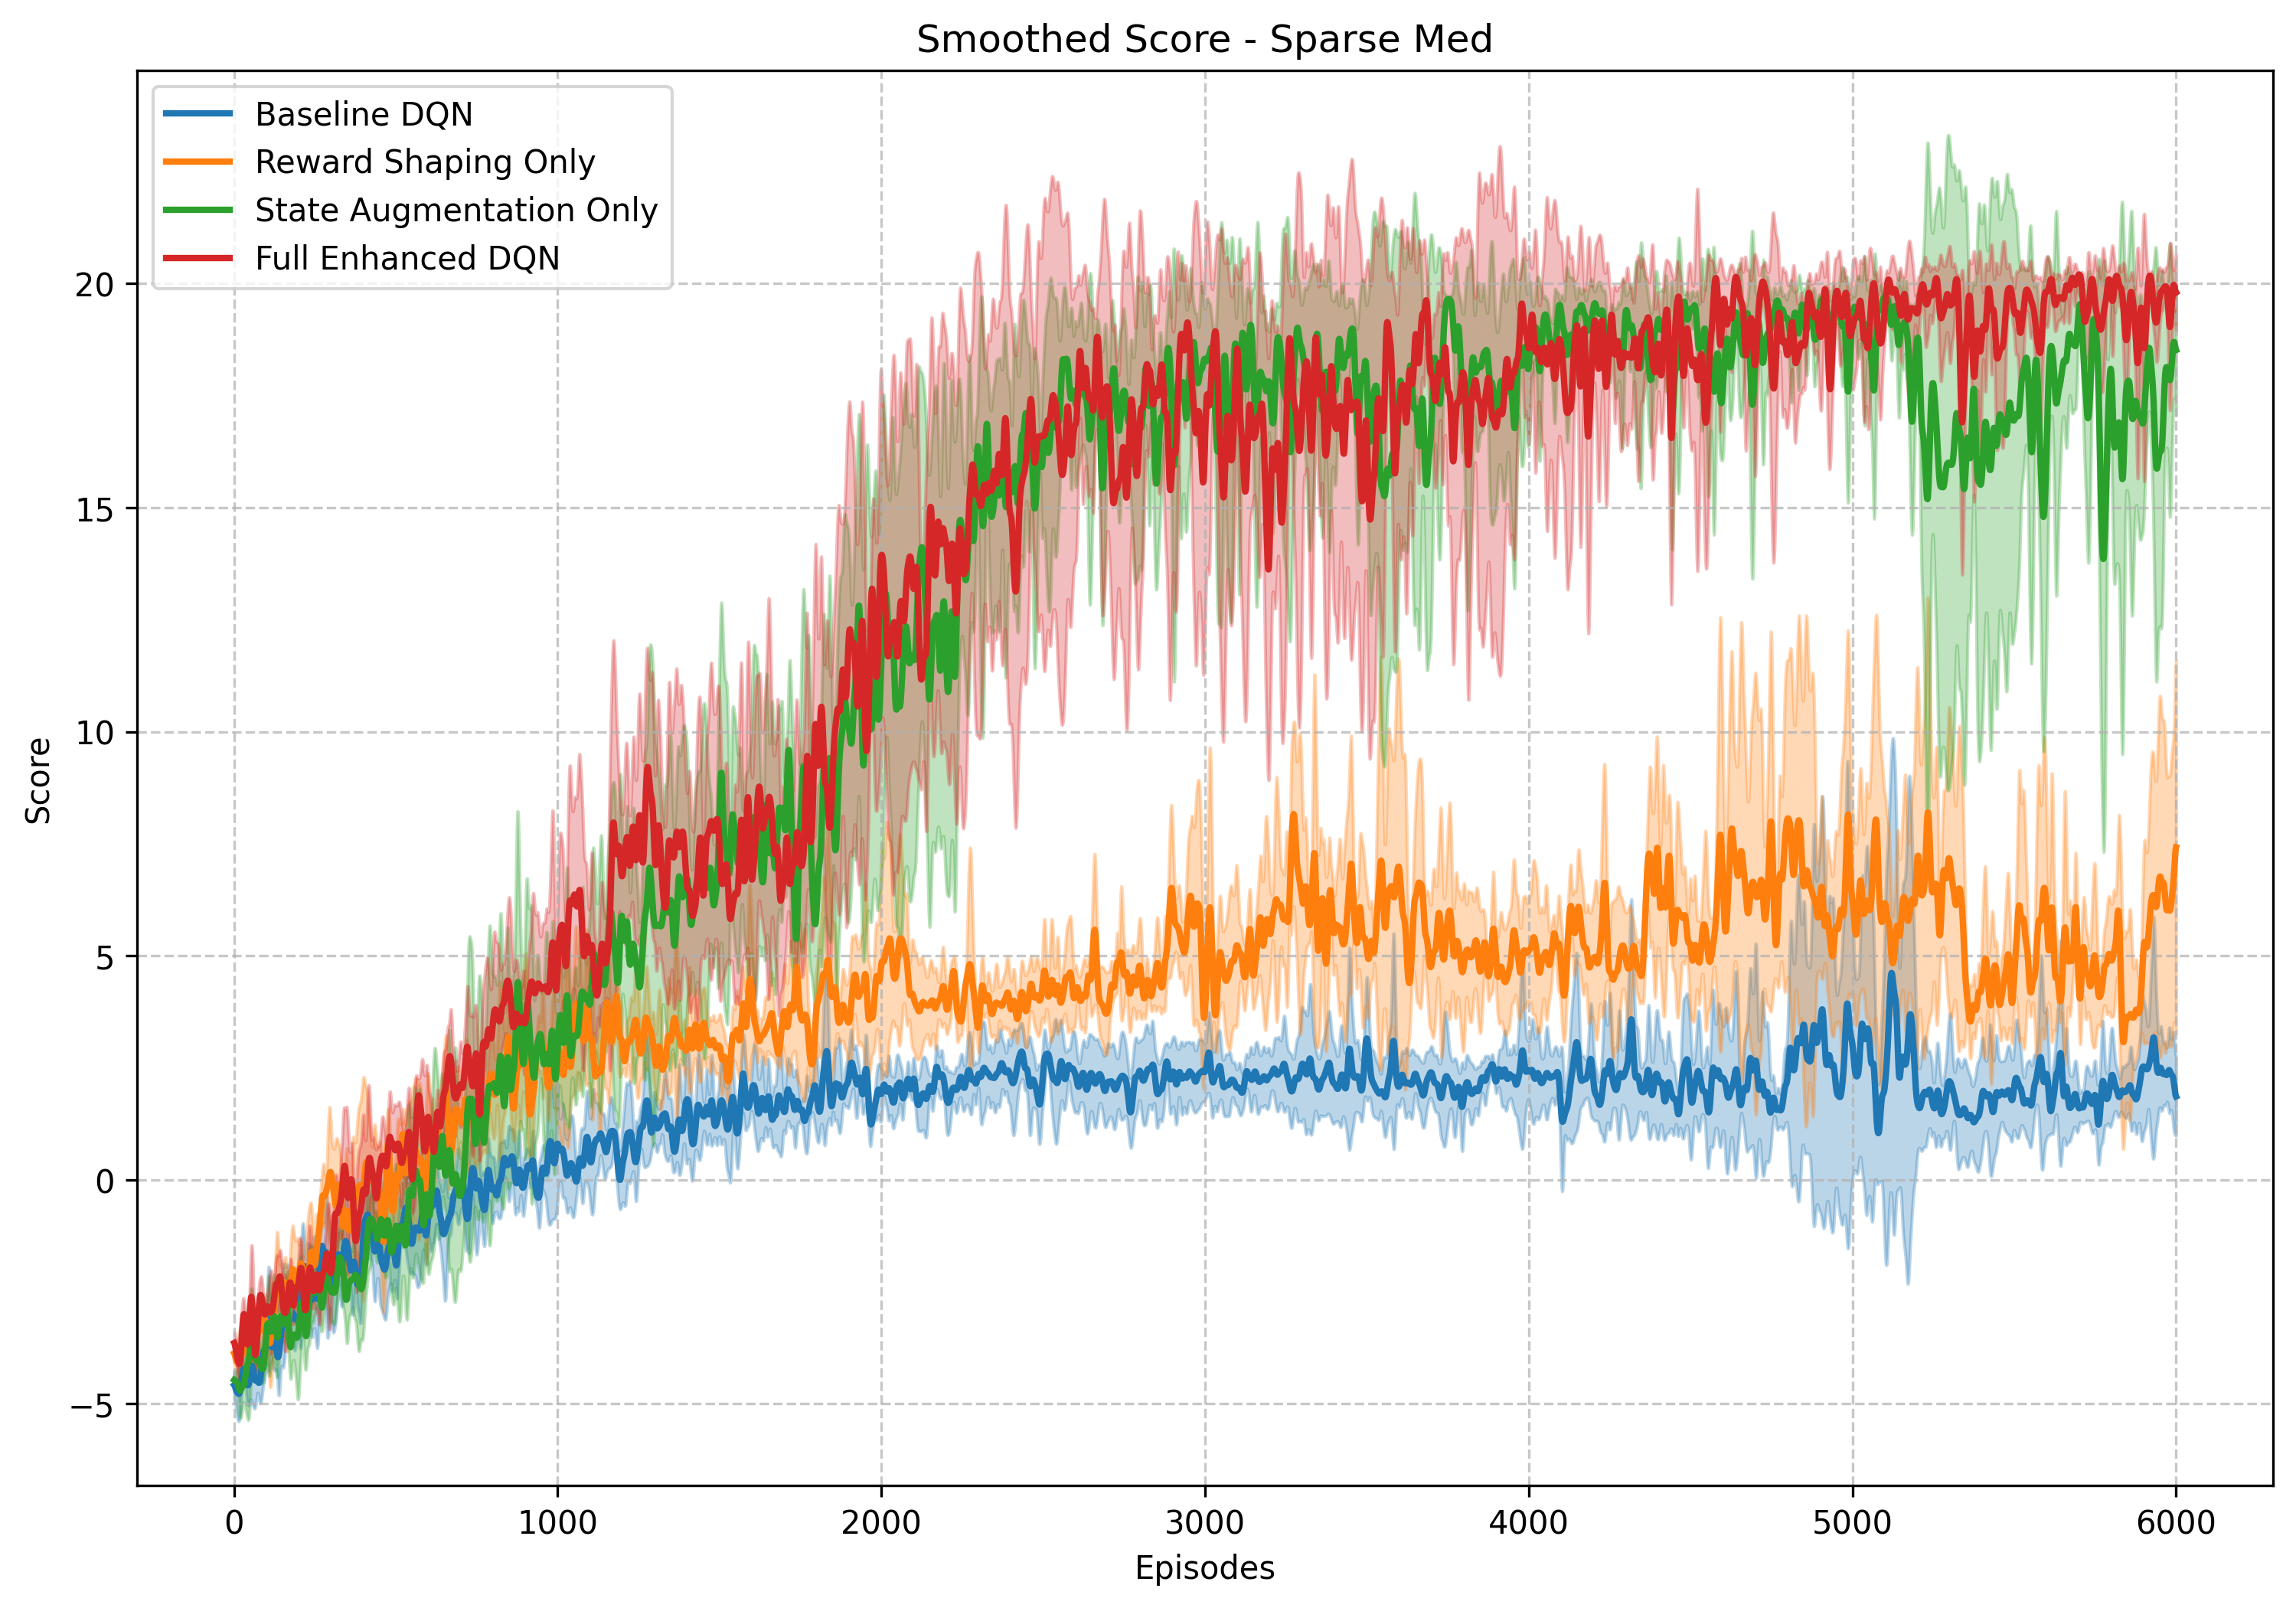 Smoothed Score - Sparse Med
Baseline DQN
Reward Shaping Only
State Augmentation Only
Full Enhanced DQN
20
15
10
5
0
−5
Score
0 1000 2000 3000 4000 5000 6000
Episodes